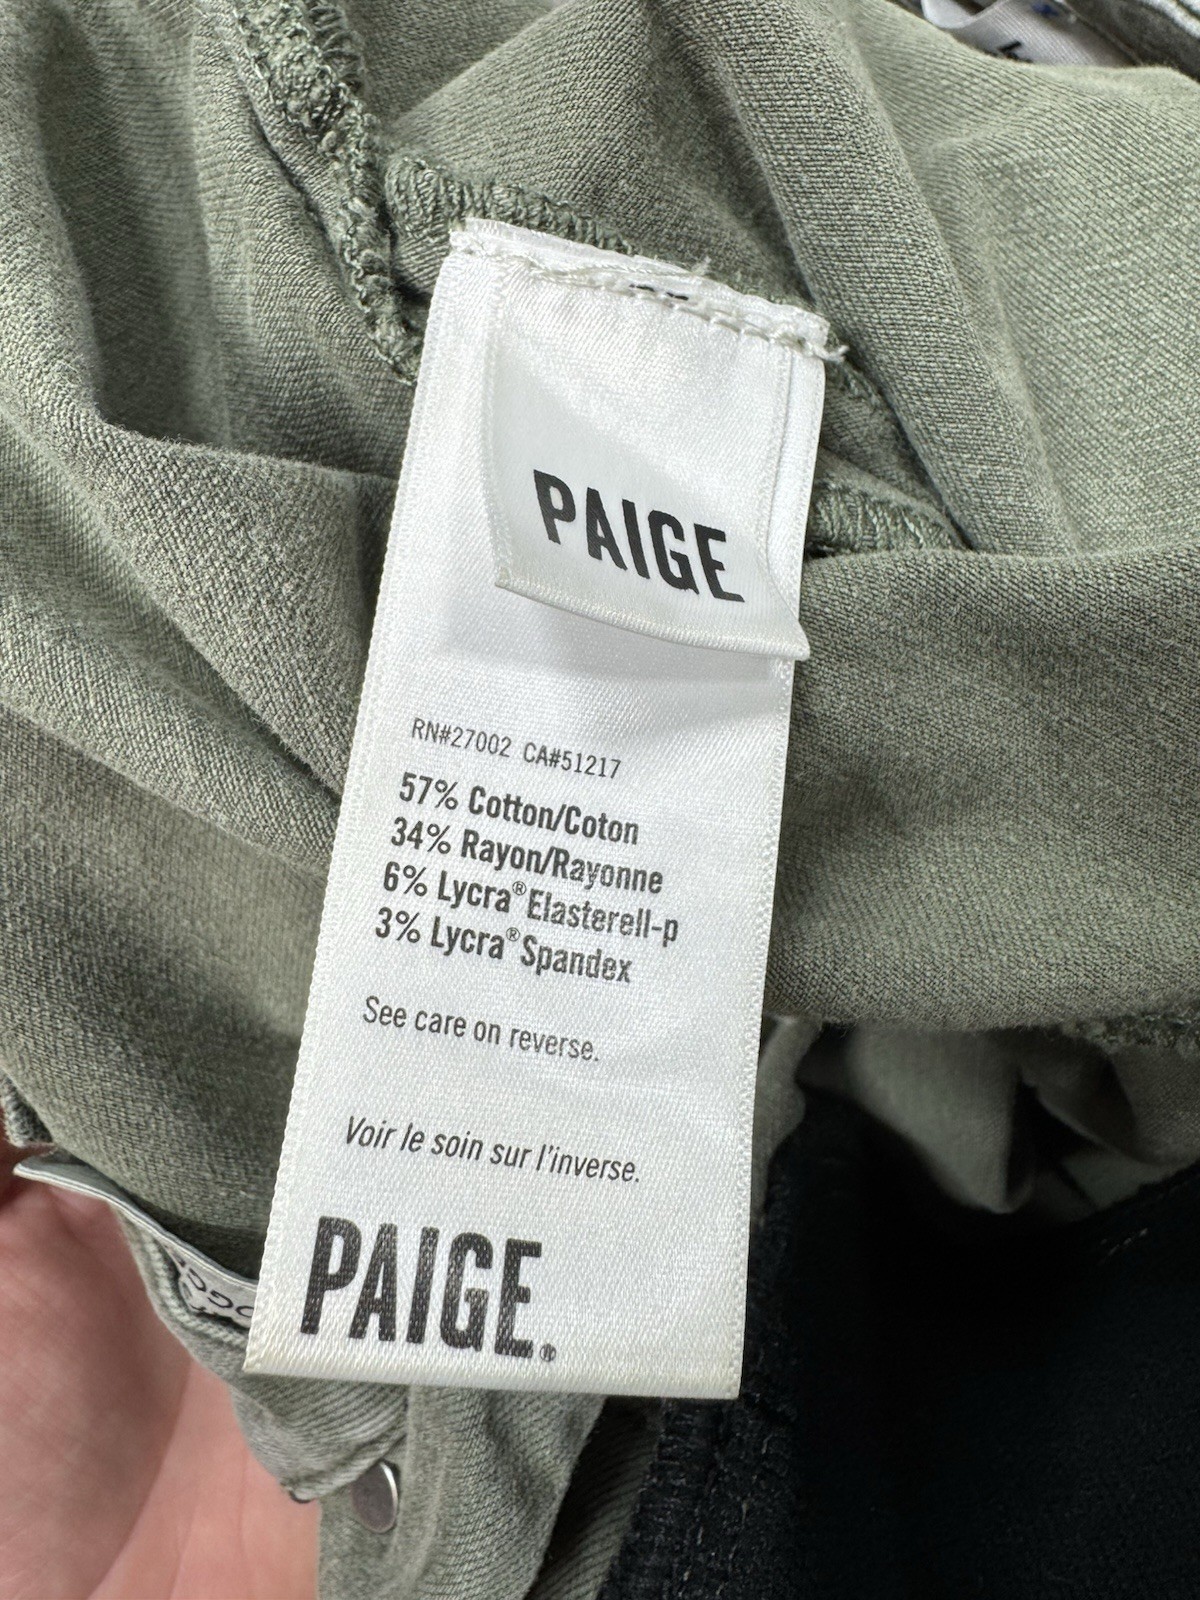 PAIGE
RN#27002 CA#51217
57% Cotton/Coton
34% Rayon/Rayonne
6% Lycra® Elasterell-p
3% Lycra® Spandex
See care on reverse.
Voir le soin sur l'inverse.
PAIGE®